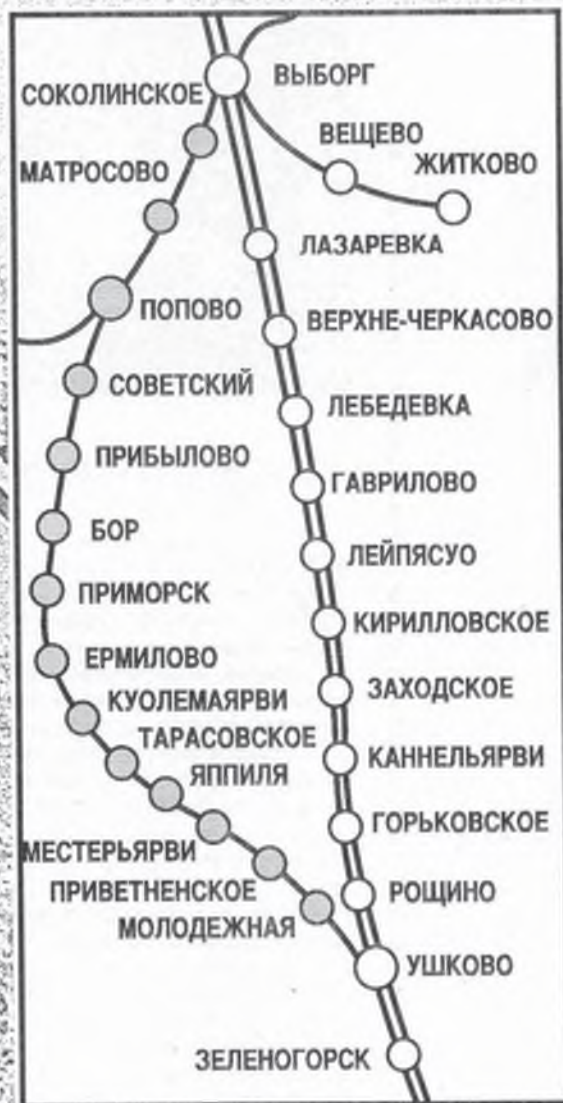 ВЫБОРГ
СОКОЛИНСКОЕ
ВЕЩЕВО
ЖИТКОВО
МАТРОСОВО
ЛАЗАРЕВКА
ПОПОВО
ВЕРХНЕ-ЧЕРКАСОВО
СОВЕТСКИЙ
ЛЕБЕДЕВКА
ПРИБЫЛОВО
ГАВРИЛОВО
БОР
ЛЕЙПЯСУО
ПРИМОРСК
КИРИЛЛОВСКОЕ
ЕРМИЛОВО
ЗАХОДСКОЕ
КУОЛЕМАЯРВИ
ТАРАСОВСКОЕ
КАННЕЛЬЯРВИ
ЯППИЛЯ
ГОРЬКОВСКОЕ
МЕСТЕРЬЯРВИ
ПРИВЕТНЕНСКОЕ
РОЩИНО
МОЛОДЕЖНАЯ
УШКОВО
ЗЕЛЕНОГОРСК